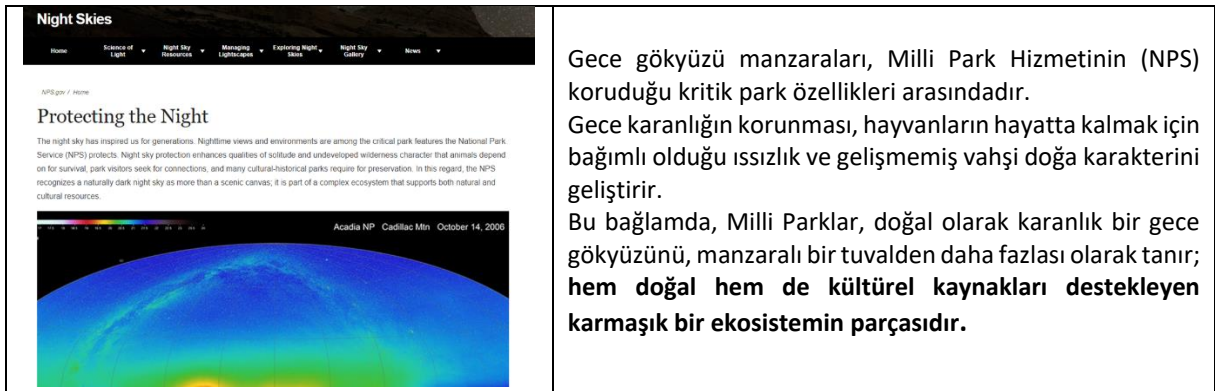 Night Skies
Home
Science of Light
Night Sky Resources
Managing Lightscapes
Exploring Night Skies
Night Sky Gallery
News
NPS.gov / Home
Protecting the Night
The night sky has inspired us for generations. Nighttime views and environments are among the critical park features the National Park
Service (NPS) protects. Night sky protection enhances qualities of solitude and undeveloped wilderness character that animals depend
on for survival, park visitors seek for connections, and many cultural-historical parks require for preservation. In this regard, the NPS
recognizes a naturally dark night sky as more than a scenic canvas; it is part of a complex ecosystem that supports both natural and
cultural resources.
Acadia NP Cadillac Mtn October 14, 2006
Gece gökyüzü manzaraları, Milli Park Hizmetinin (NPS)
koruduğu kritik park özellikleri arasındadır.
Gece karanlığın korunması, hayvanların hayatta kalmak için
bağımlı olduğu ıssızlık ve gelişmemiş vahşi doğa karakterini
geliştirir.
Bu bağlamda, Milli Parklar, doğal olarak karanlık bir gece
gökyüzünü, manzaralı bir tuvalden daha fazlası olarak tanır;
hem doğal hem de kültürel kaynakları destekleyen
karmaşık bir ekosistemin parçasıdır.